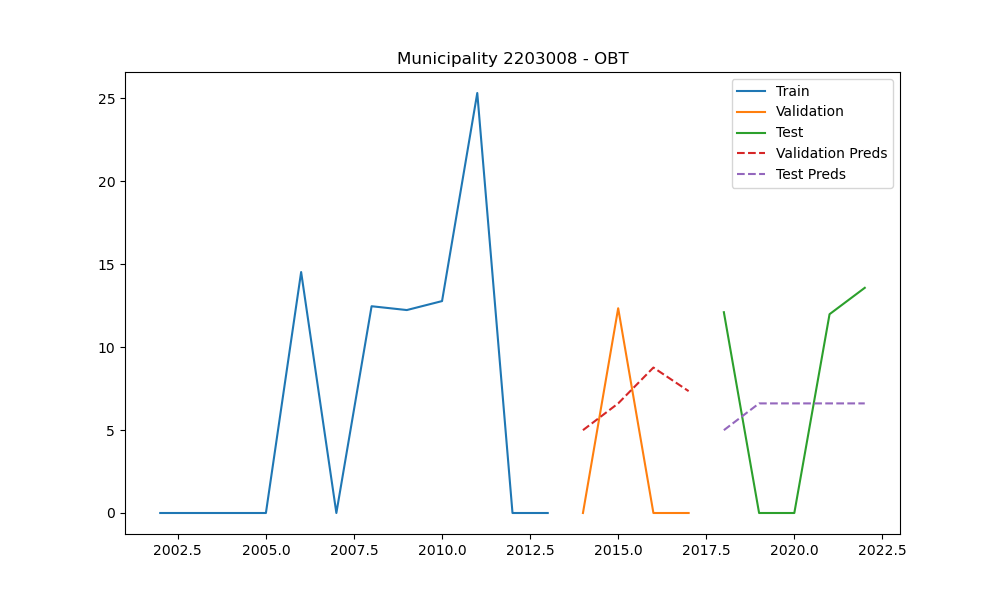 Municipality 2203008 - OBT
Train
Validation
Test
Validation Preds
Test Preds
25
20
15
10
5
0
2002.5 2005.0 2007.5 2010.0 2012.5 2015.0 2017.5 2020.0 2022.5